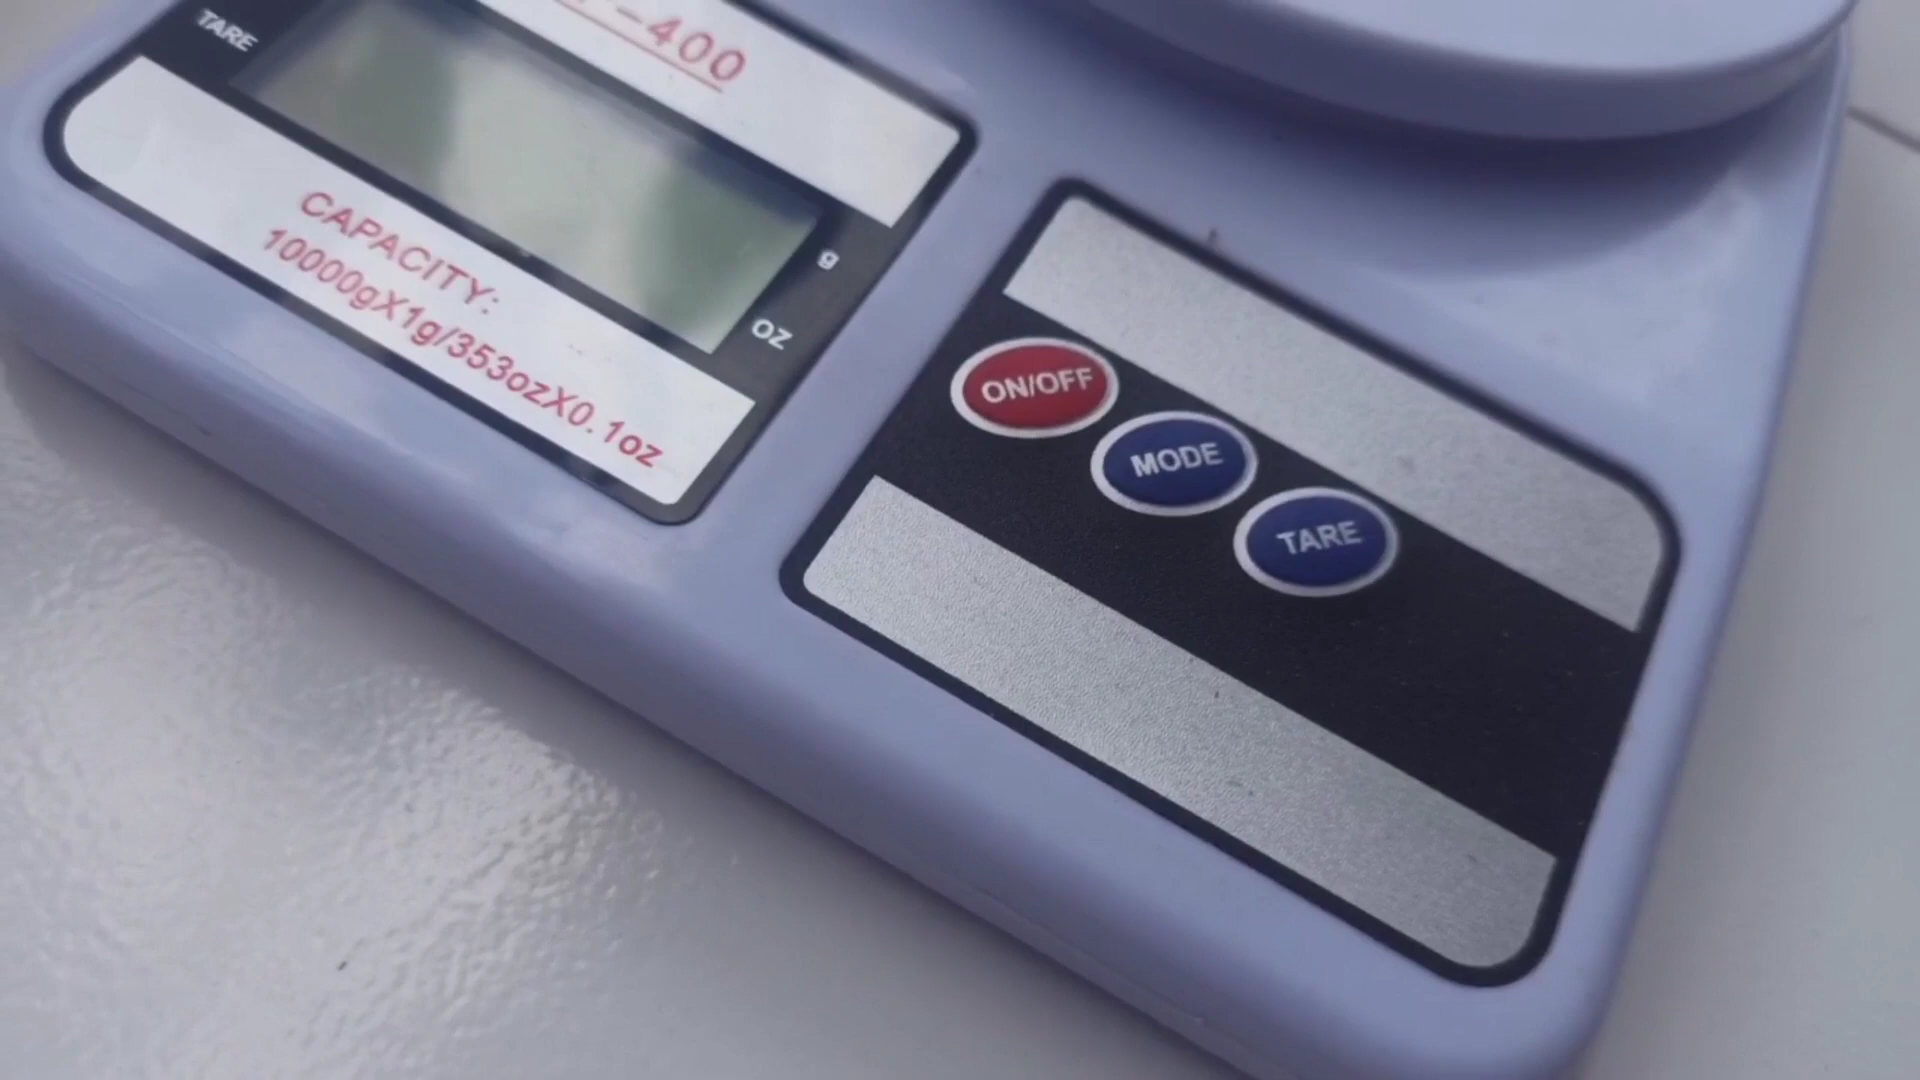 -400
TARE
g
oz
CAPACITY:
10000gX1g/353ozX0.1oz
ON/OFF
MODE
TARE